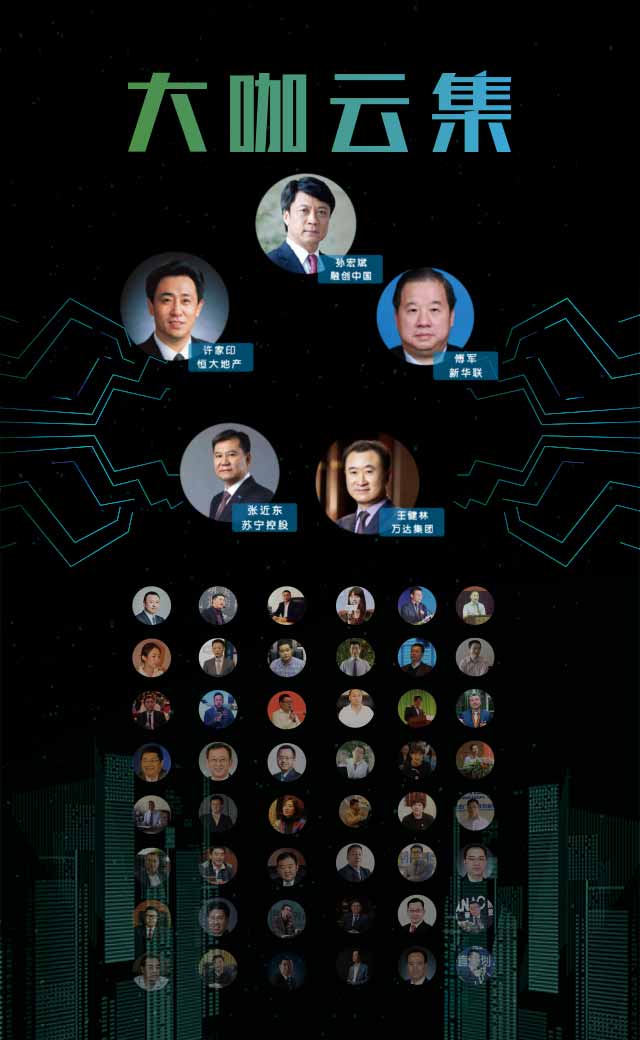 大咖云集
孙宏斌
融创中国
许家印
恒大地产
傅军
新华联
张近东
苏宁控股
王健林
万达集团